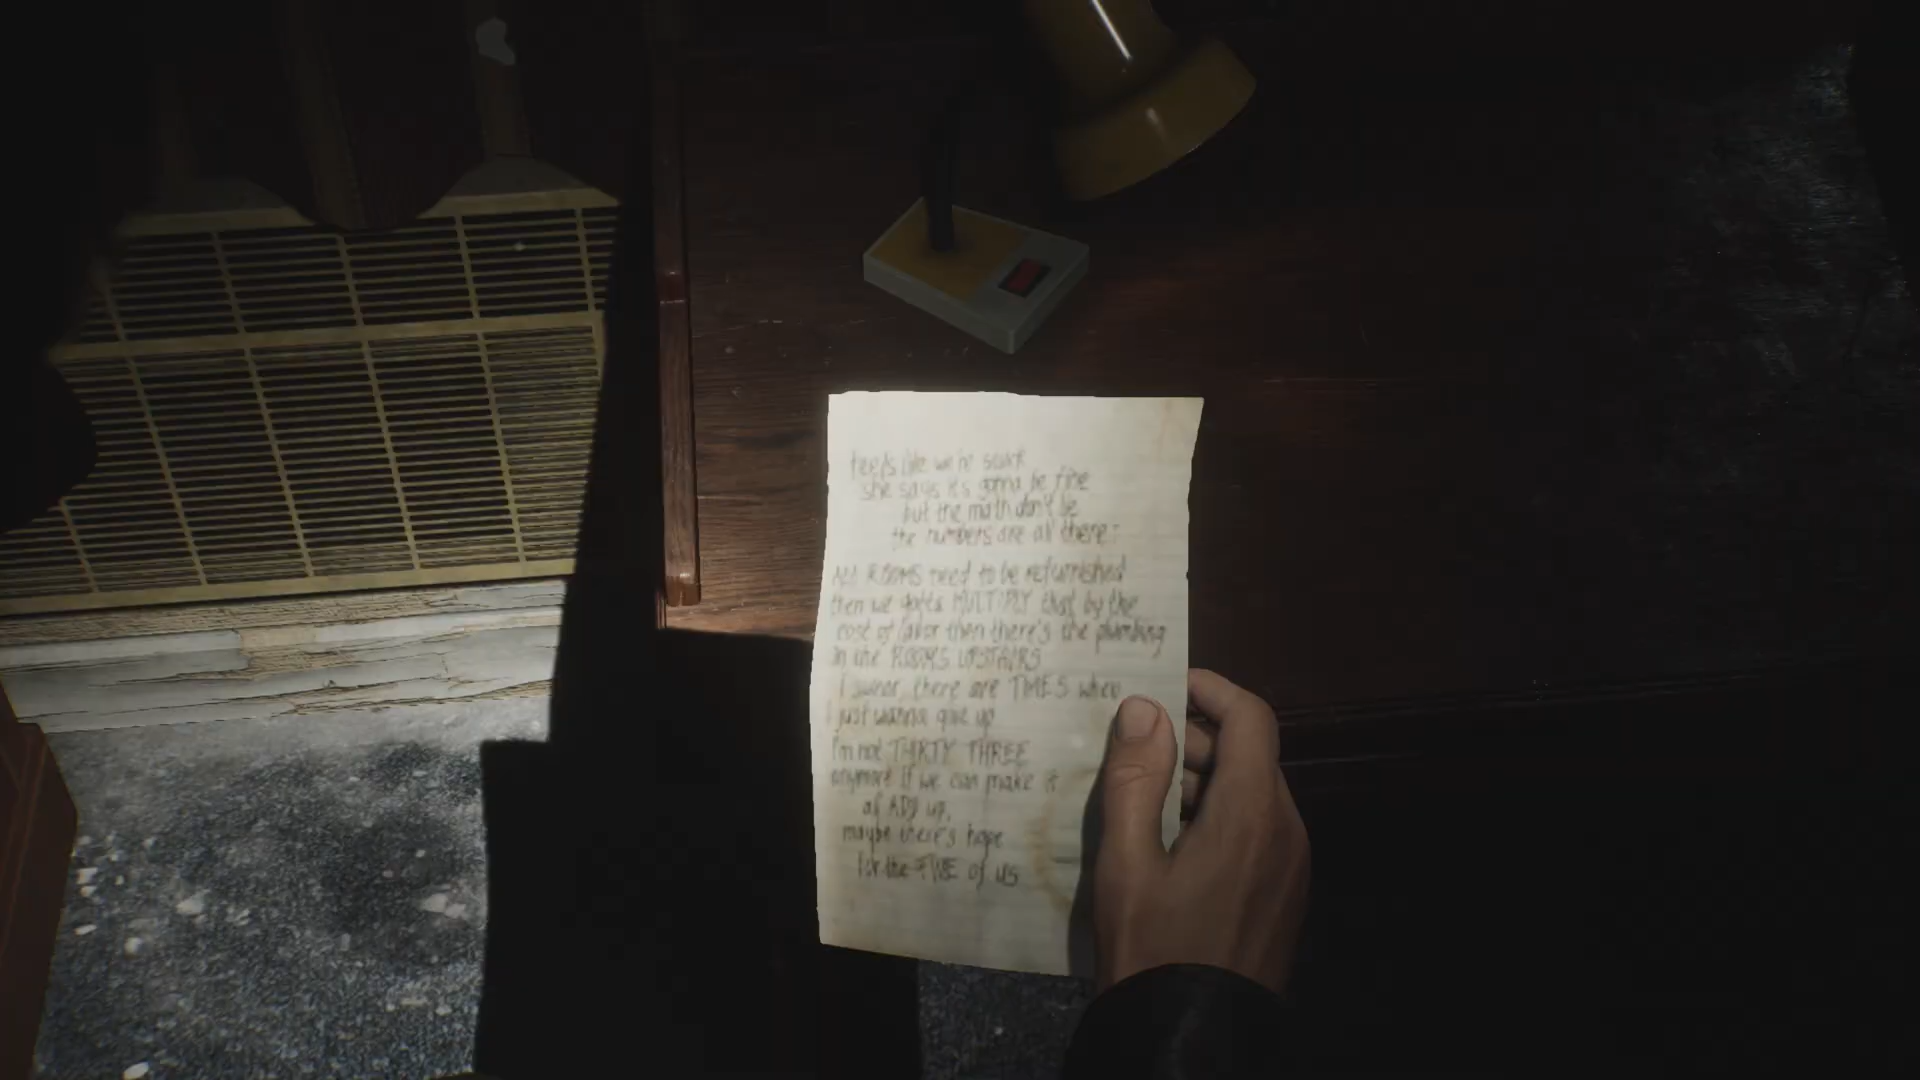 feels like we're stuck
she says it's gonna be fine
but the math don't lie
the numbers are all there:
ALL ROOMS need to be refurnished
then we gotta MULTIPLY that by the
cost of labor then there's the plumbing
in the ROOMS UPSTAIRS
I swear, there are TIMES when
I just wanna give up
I'm not THIRTY THREE
anymore if we can make it
all ADD up,
maybe there's hope
for the FIVE of us